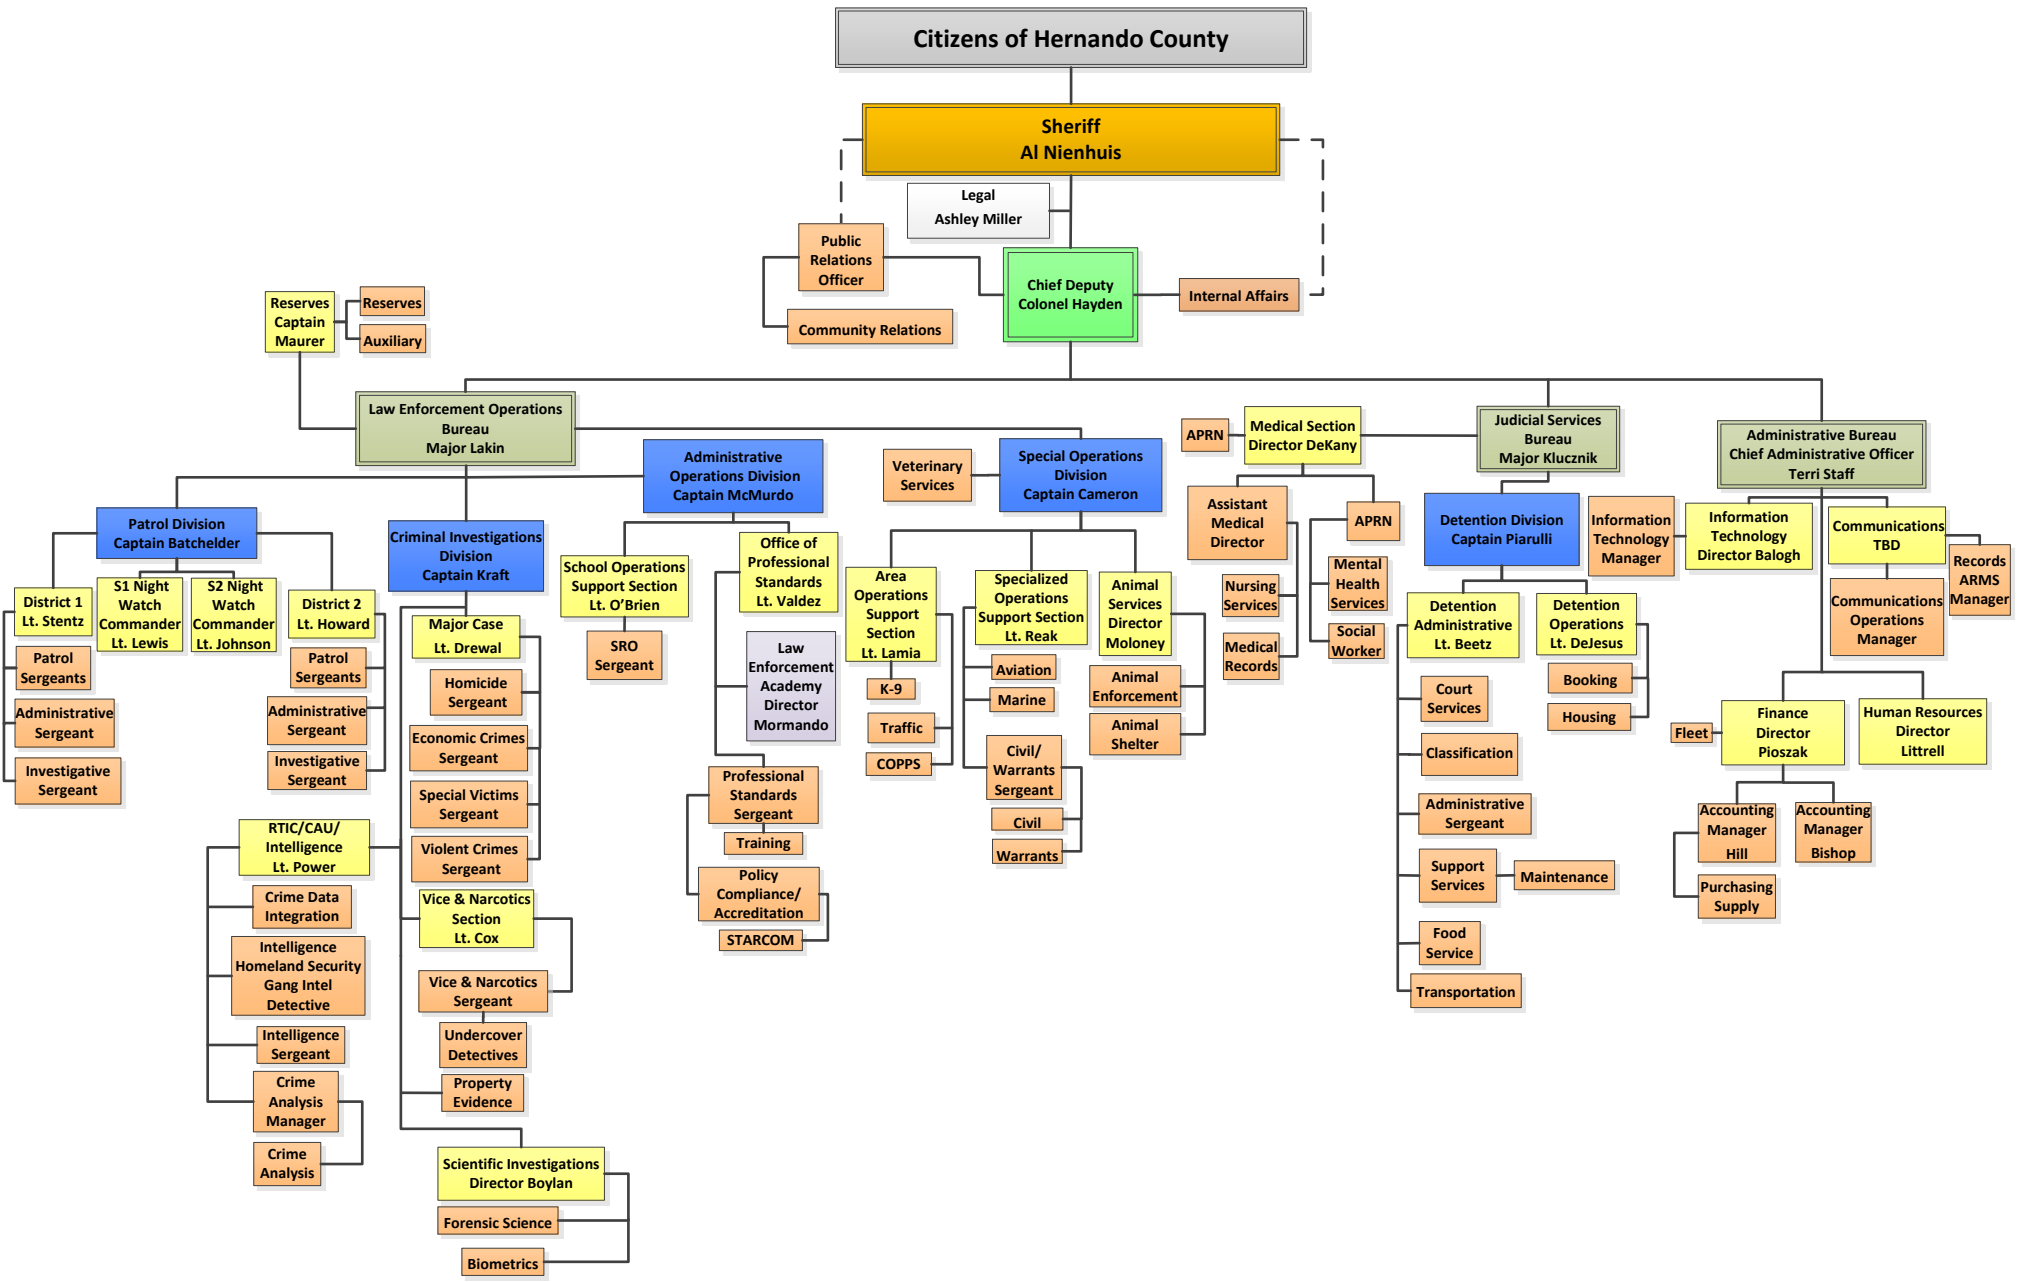 Citizens of Hernando County
Sheriff
Al Nienhuis
Legal
Ashley Miller
Public
Relations
Officer
Chief Deputy
Colonel Hayden
Internal Affairs
Community Relations
Reserves
Captain
Maurer
Reserves
Auxiliary
Law Enforcement Operations
Bureau
Major Lakin
Patrol Division
Captain Batchelder
District 1
Lt. Stentz
Patrol
Sergeants
Administrative
Sergeant
Investigative
Sergeant
S1 Night
Watch
Commander
Lt. Lewis
S2 Night
Watch
Commander
Lt. Johnson
District 2
Lt. Howard
Patrol
Sergeants
Administrative
Sergeant
Investigative
Sergeant
Criminal Investigations
Division
Captain Kraft
Major Case
Lt. Drewal
Homicide
Sergeant
Economic Crimes
Sergeant
Special Victims
Sergeant
Violent Crimes
Sergeant
RTIC/CAU/
Intelligence
Lt. Power
Crime Data
Integration
Intelligence
Homeland Security
Gang Intel
Detective
Intelligence
Sergeant
Crime
Analysis
Manager
Crime
Analysis
Vice & Narcotics
Section
Lt. Cox
Vice & Narcotics
Sergeant
Undercover
Detectives
Property
Evidence
Scientific Investigations
Director Boylan
Forensic Science
Biometrics
Administrative
Operations Division
Captain McMurdo
School Operations
Support Section
Lt. O’Brien
SRO
Sergeant
Office of
Professional
Standards
Lt. Valdez
Law
Enforcement
Academy
Director
Mormando
Professional
Standards
Sergeant
Training
Policy
Compliance/
Accreditation
STARCOM
Veterinary
Services
Special Operations
Division
Captain Cameron
Area
Operations
Support
Section
Lt. Lamia
K-9
Traffic
COPPS
Specialized
Operations
Support Section
Lt. Reak
Aviation
Marine
Civil/
Warrants
Sergeant
Civil
Warrants
Animal
Services
Director
Moloney
Animal
Enforcement
Animal
Shelter
APRN
Medical Section
Director DeKany
Assistant
Medical
Director
Nursing
Services
Medical
Records
APRN
Mental
Health
Services
Social
Worker
Judicial Services
Bureau
Major Klucznik
Detention Division
Captain Piarulli
Detention
Administrative
Lt. Beetz
Court
Services
Classification
Administrative
Sergeant
Support
Services
Maintenance
Food
Service
Transportation
Detention
Operations
Lt. DeJesus
Booking
Housing
Administrative Bureau
Chief Administrative Officer
Terri Staff
Information
Technology
Manager
Information
Technology
Director Balogh
Communications
TBD
Records
ARMS
Manager
Communications
Operations
Manager
Fleet
Finance
Director
Pioszak
Human Resources
Director
Littrell
Accounting
Manager
Hill
Accounting
Manager
Bishop
Purchasing
Supply